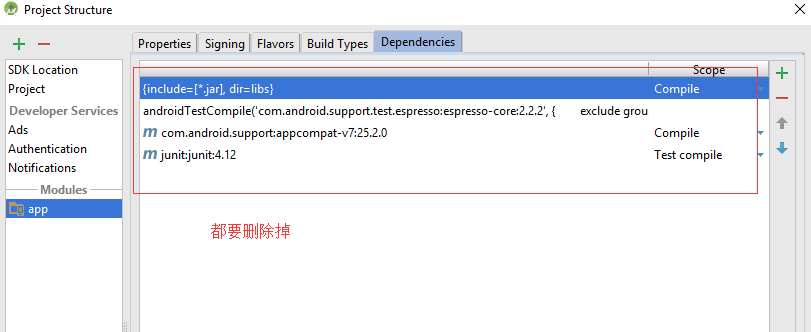 Project Structure
Properties Signing Flavors Build Types Dependencies
SDK Location
Project
Developer Services
Ads
Authentication
Notifications
Modules
app
Scope
{include=[*.jar], dir=libs} Compile
androidTestCompile('com.android.support.test.espresso:espresso-core:2.2.2', { exclude grou
m com.android.support:appcompat-v7:25.2.0 Compile
m junit:junit:4.12 Test compile
都要删除掉